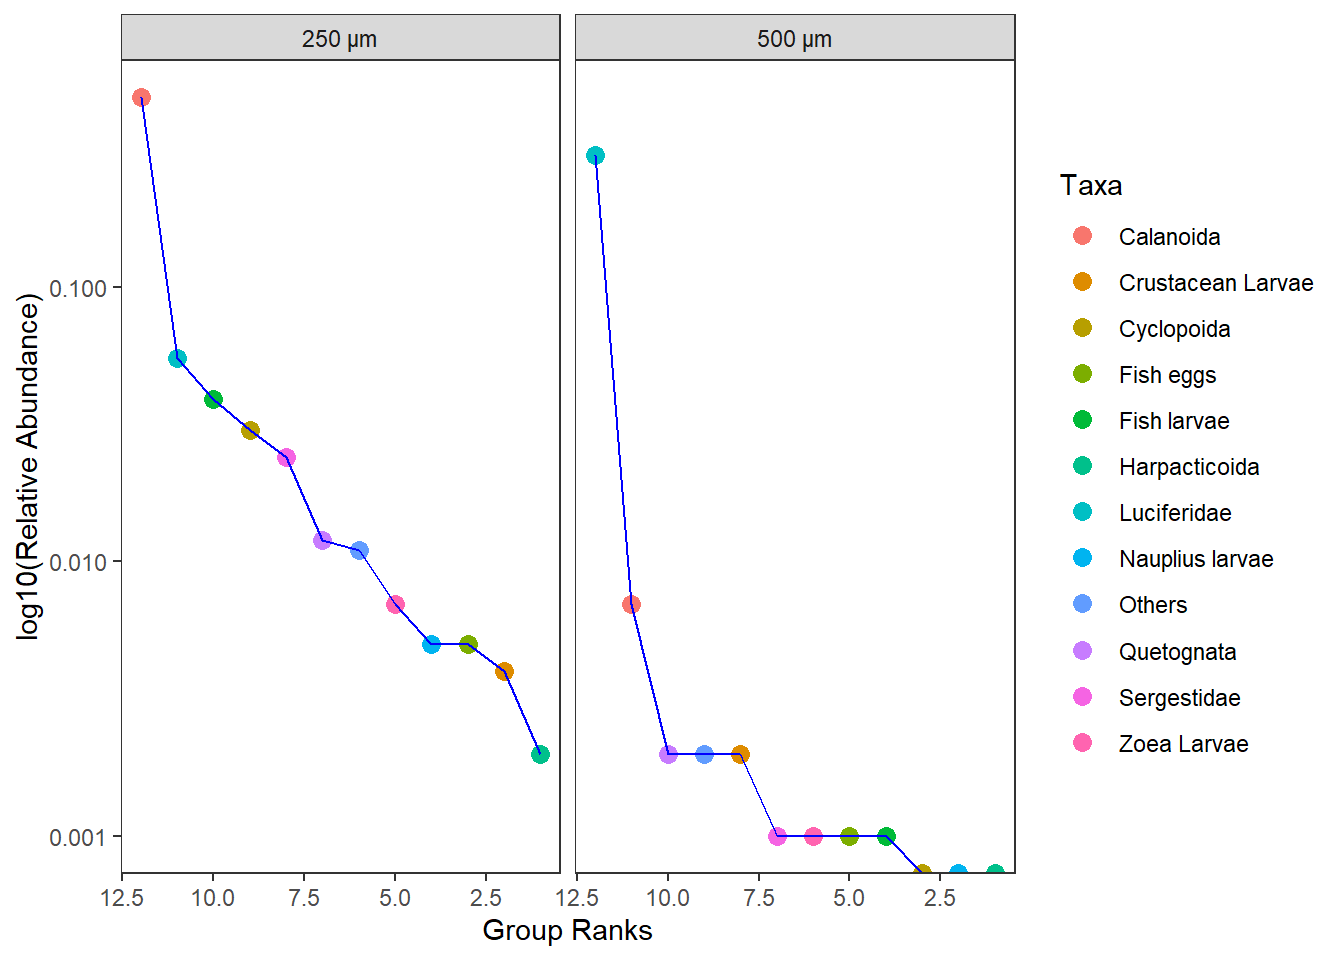 250 µm
500 µm
log10(Relative Abundance)
0.100
0.010
0.001
12.5 10.0 7.5 5.0 2.5
12.5 10.0 7.5 5.0 2.5
Group Ranks
Taxa
Calanoida
Crustacean Larvae
Cyclopoida
Fish eggs
Fish larvae
Harpacticoida
Luciferidae
Nauplius larvae
Others
Quetognata
Sergestidae
Zoea Larvae